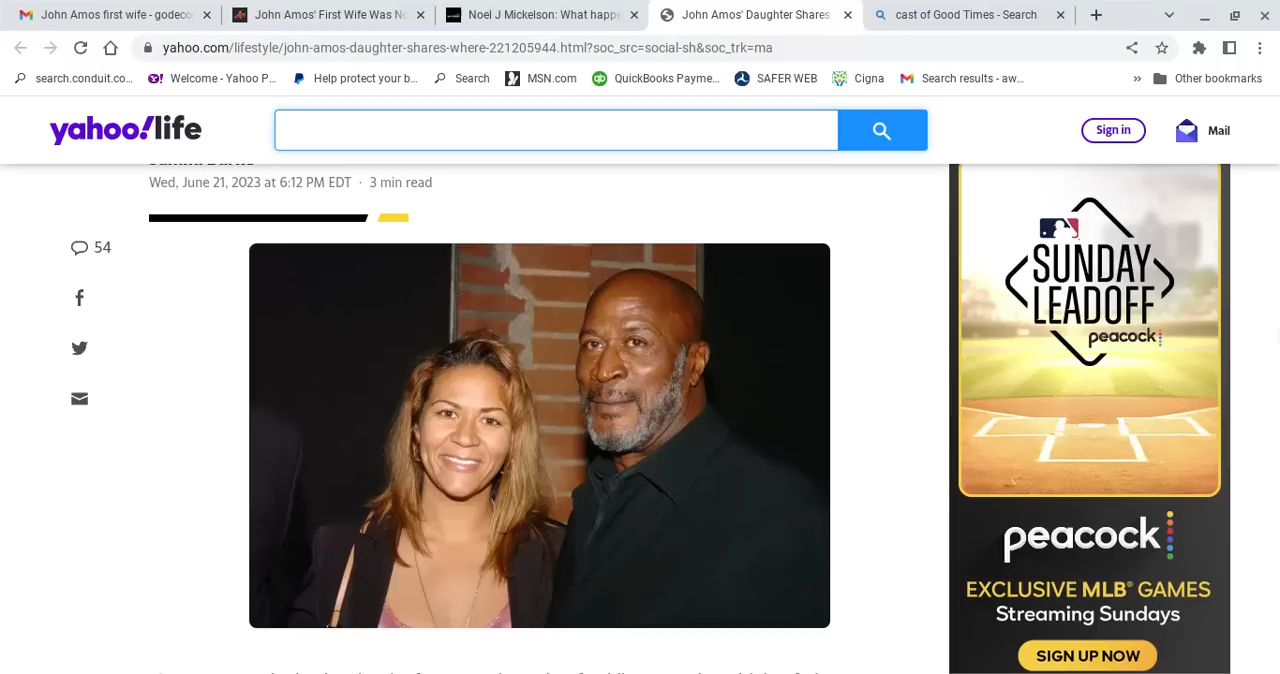 John Amos first wife - godeco
John Amos' First Wife Was No
Noel J Mickelson: What happe
John Amos' Daughter Shares
cast of Good Times - Search
yahoo.com/lifestyle/john-amos-daughter-shares-where-221205944.html?soc_src=social-sh&soc_trk=ma
search.conduit.co...
Welcome - Yahoo P...
Help protect your b...
Search
MSN.com
QuickBooks Payme...
SAFER WEB
Cigna
Search results - aw...
» Other bookmarks
yahoo!life
Sign in
Mail
Wed, June 21, 2023 at 6:12 PM EDT · 3 min read
54
MLB
SUNDAY
LEADOFF
peacock
peacock
EXCLUSIVE MLB® GAMES
Streaming Sundays
SIGN UP NOW